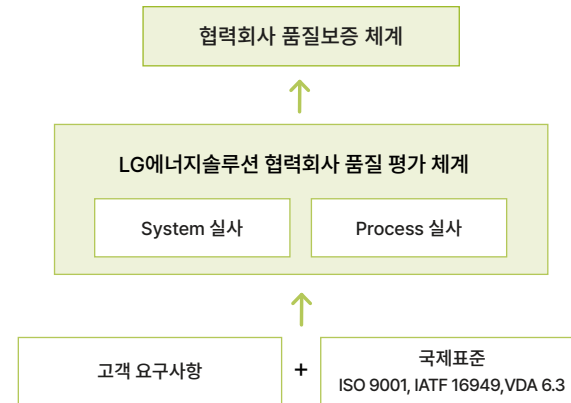 협력회사 품질보증 체계
LG에너지솔루션 협력회사 품질 평가 체계
System 실사
Process 실사
고객 요구사항
+
국제표준
ISO 9001, IATF 16949,VDA 6.3